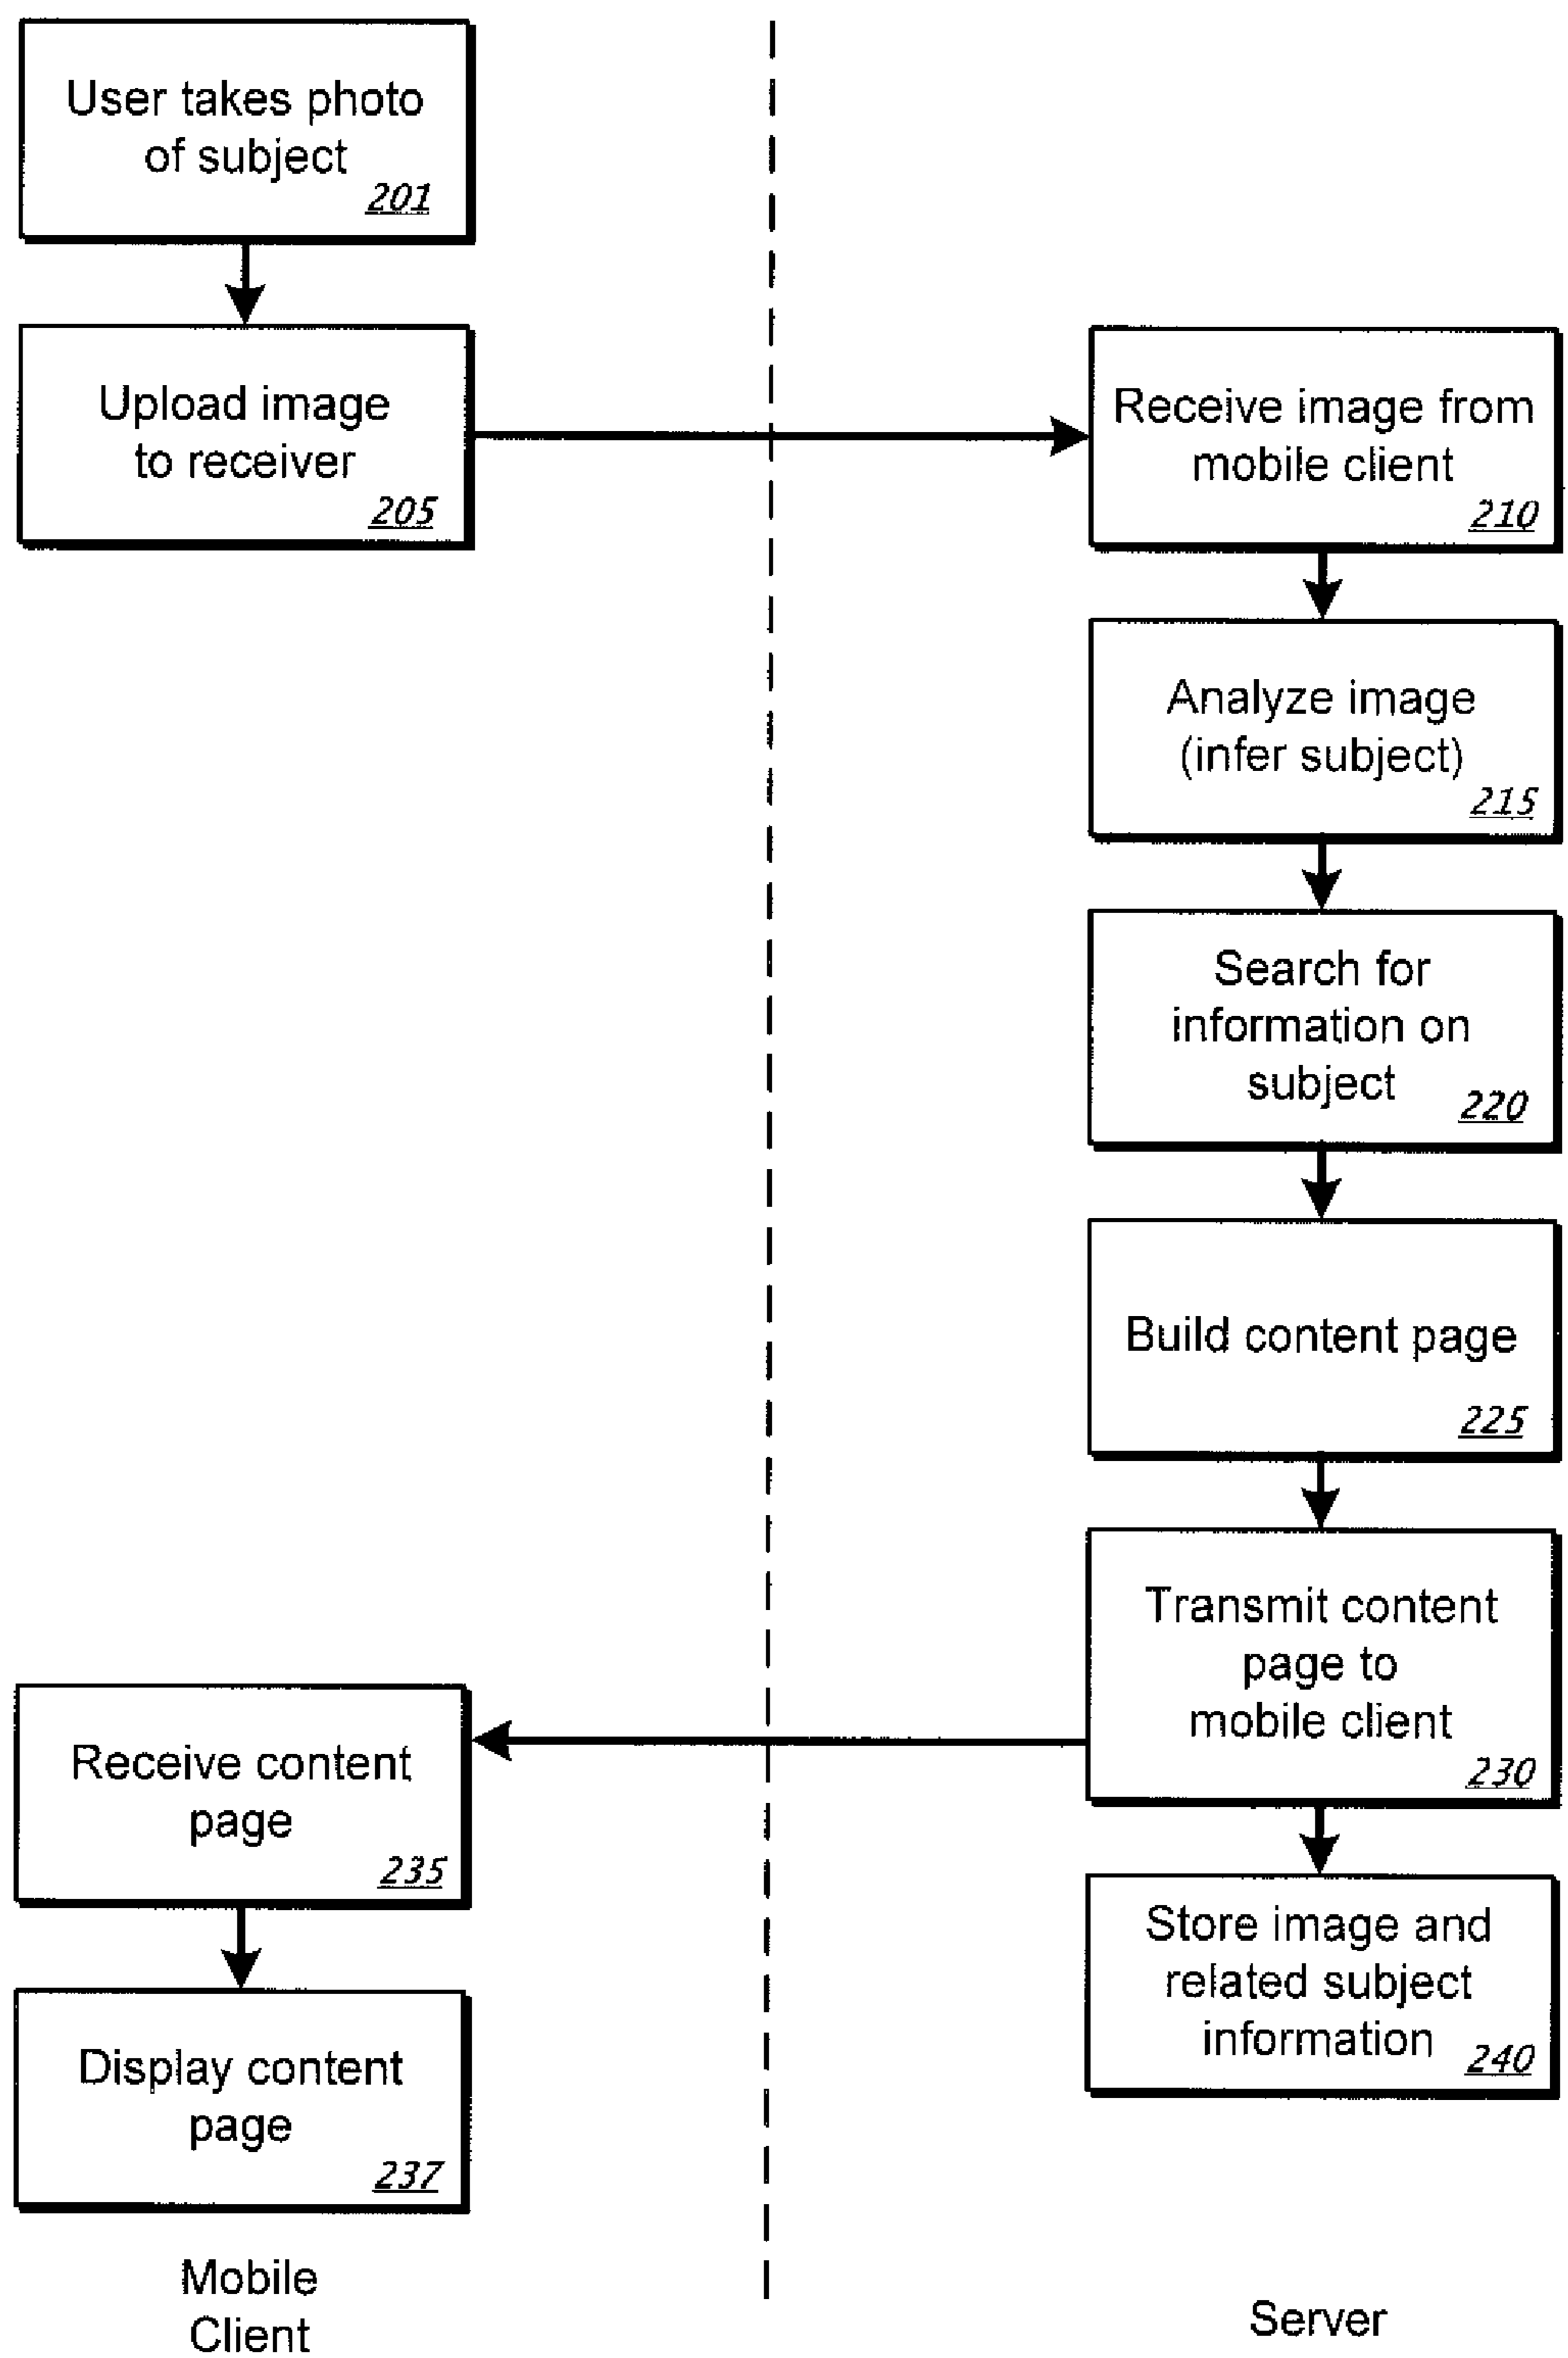 User takes photo
of subject
201
Upload image
to receiver
205
Receive image from
mobile client
210
Analyze image
(infer subject)
215
Search for
information on
subject
220
Build content page
225
Transmit content
page to
mobile client
230
Receive content
page
235
Display content
page
237
Store image and
related subject
information
240
Mobile
Client
Server